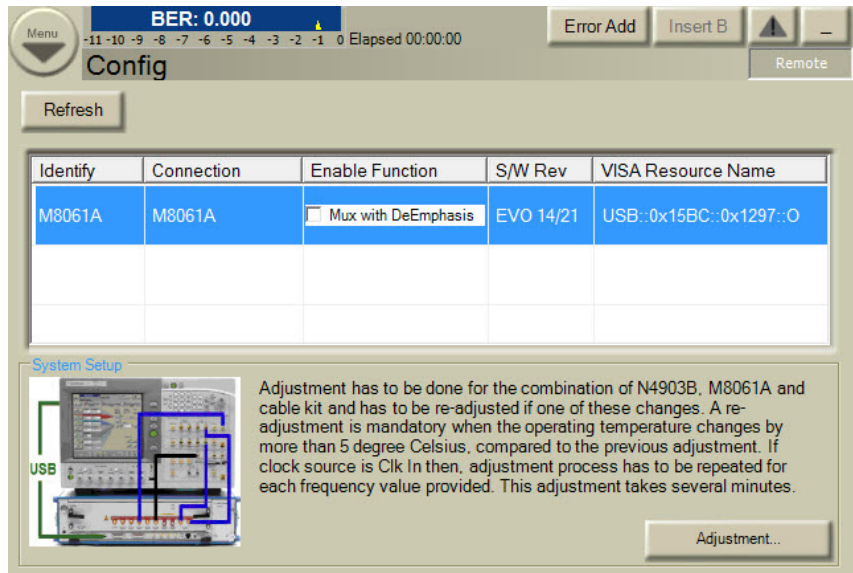 Menu
BER: 0.000
-11 -10 -9 -8 -7 -6 -5 -4 -3 -2 -1 0 Elapsed 00:00:00
Error Add
Insert B
Config
Remote
Refresh
Identify Connection Enable Function S/W Rev VISA Resource Name
M8061A M8061A Mux with DeEmphasis EVO 14/21 USB::0x15BC::0x1297::O
System Setup
USB
Adjustment has to be done for the combination of N4903B, M8061A and
cable kit and has to be re-adjusted if one of these changes. A re-
adjustment is mandatory when the operating temperature changes by
more than 5 degree Celsius, compared to the previous adjustment. If
clock source is Clk In then, adjustment process has to be repeated for
each frequency value provided. This adjustment takes several minutes.
Adjustment...